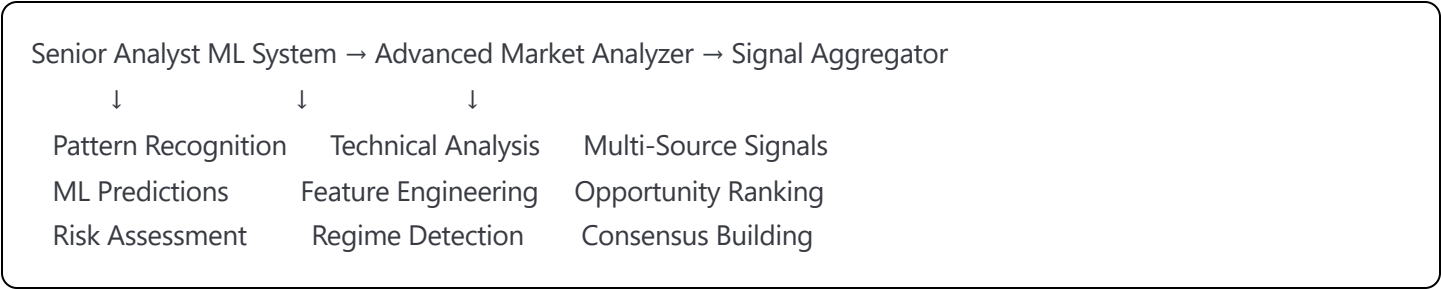 Senior Analyst ML System → Advanced Market Analyzer → Signal Aggregator
↓ ↓ ↓
Pattern Recognition Technical Analysis Multi-Source Signals
ML Predictions Feature Engineering Opportunity Ranking
Risk Assessment Regime Detection Consensus Building